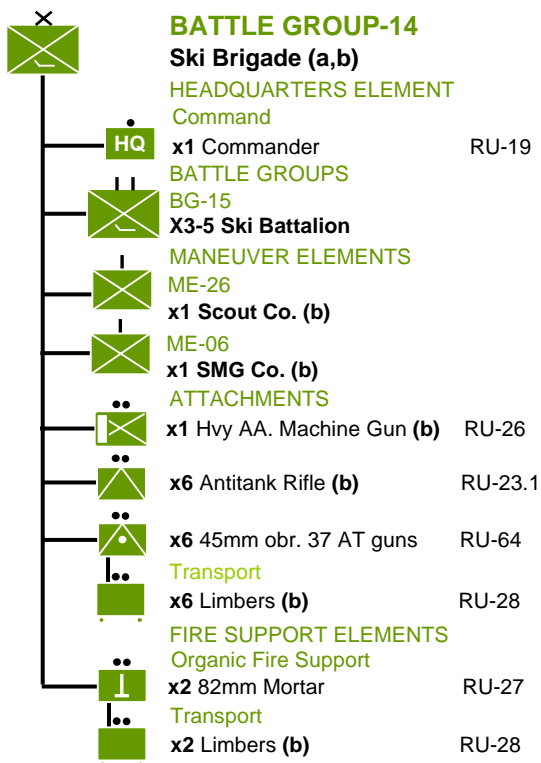 BATTLE GROUP-14
Ski Brigade (a,b)
HEADQUARTERS ELEMENT
Command
HQ x1 Commander RU-19
BATTLE GROUPS
BG-15
X3-5 Ski Battalion
MANEUVER ELEMENTS
ME-26
x1 Scout Co. (b)
ME-06
x1 SMG Co. (b)
ATTACHMENTS
x1 Hvy AA. Machine Gun (b) RU-26
x6 Antitank Rifle (b) RU-23.1
x6 45mm obr. 37 AT guns RU-64
Transport
x6 Limbers (b) RU-28
FIRE SUPPORT ELEMENTS
Organic Fire Support
x2 82mm Mortar RU-27
Transport
x2 Limbers (b) RU-28